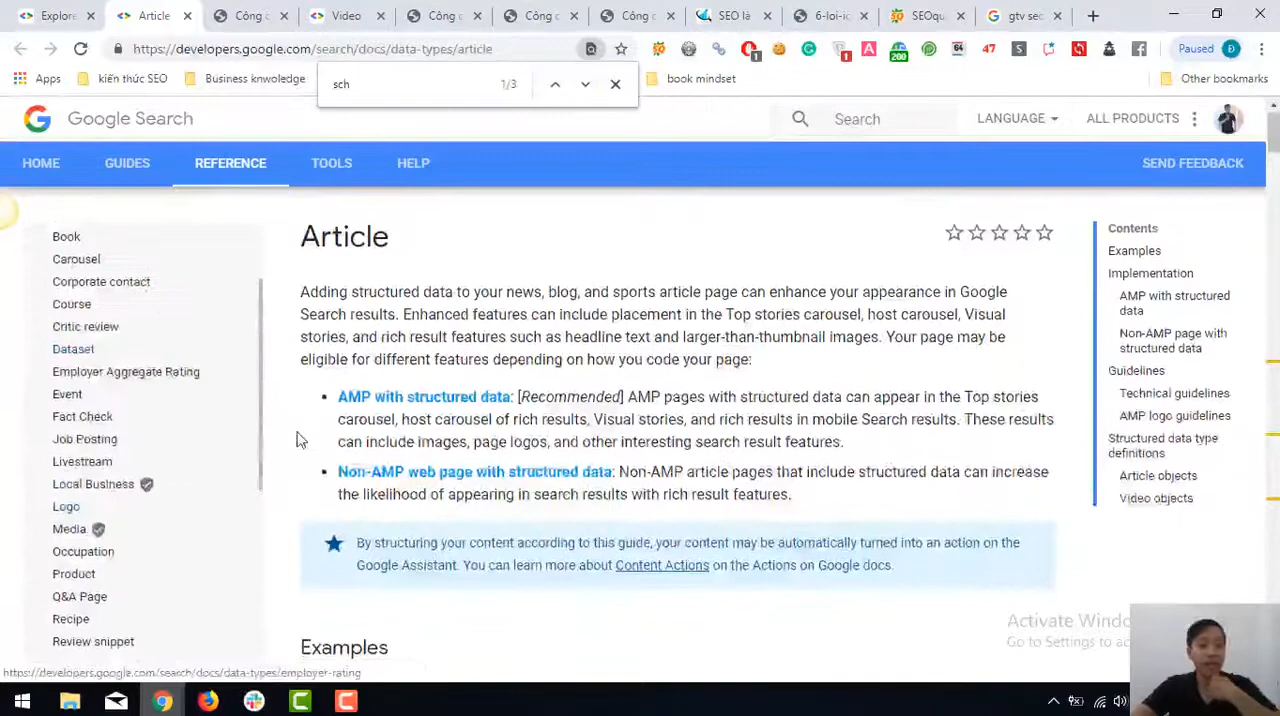 Explore
Article
Công c
Video
Công c
Công c
Công c
SEO là
6-loi-ic
SEOqu
gtv seo
https://developers.google.com/search/docs/data-types/article
1
1
200
64
47
S
Paused
Đ
Apps
kiến thức SEO
Business knwoledge
book mindset
Other bookmarks
sch
1/3
Google Search
Search
LANGUAGE
ALL PRODUCTS
HOME
GUIDES
REFERENCE
TOOLS
HELP
SEND FEEDBACK
Book
Carousel
Corporate contact
Course
Critic review
Dataset
Employer Aggregate Rating
Event
Fact Check
Job Posting
Livestream
Local Business
Logo
Media
Occupation
Product
Q&A Page
Recipe
Review snippet
Article
Adding structured data to your news, blog, and sports article page can enhance your appearance in Google
Search results. Enhanced features can include placement in the Top stories carousel, host carousel, Visual
stories, and rich result features such as headline text and larger-than-thumbnail images. Your page may be
eligible for different features depending on how you code your page:
• AMP with structured data: [Recommended] AMP pages with structured data can appear in the Top stories
carousel, host carousel of rich results, Visual stories, and rich results in mobile Search results. These results
can include images, page logos, and other interesting search result features.
• Non-AMP web page with structured data: Non-AMP article pages that include structured data can increase
the likelihood of appearing in search results with rich result features.
By structuring your content according to this guide, your content may be automatically turned into an action on the
Google Assistant. You can learn more about Content Actions on the Actions on Google docs.
Examples
Contents
Examples
Implementation
AMP with structured
data
Non-AMP page with
structured data
Guidelines
Technical guidelines
AMP logo guidelines
Structured data type
definitions
Article objects
Video objects
Activate Windo
Go to Settings to ac
https://developers.google.com/search/docs/data-types/employer-rating